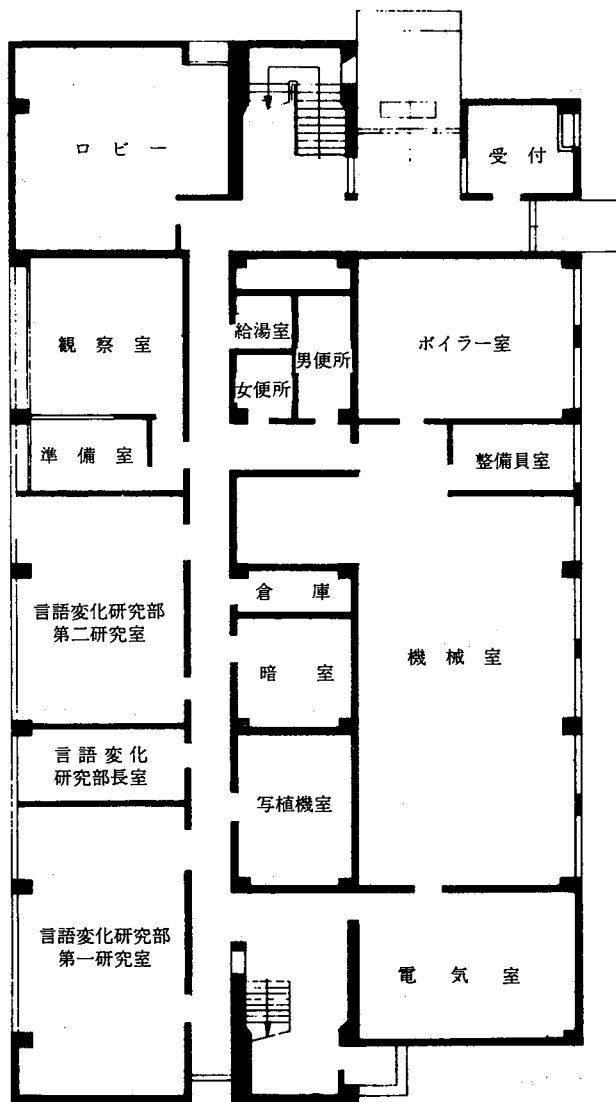 ロビー
受付
観察室
給湯室
男便所
女便所
ボイラー室
準備室
整備員室
言語変化研究部
第二研究室
倉庫
暗室
機械室
言語変化
研究部長室
写植機室
言語変化研究部
第一研究室
電気室